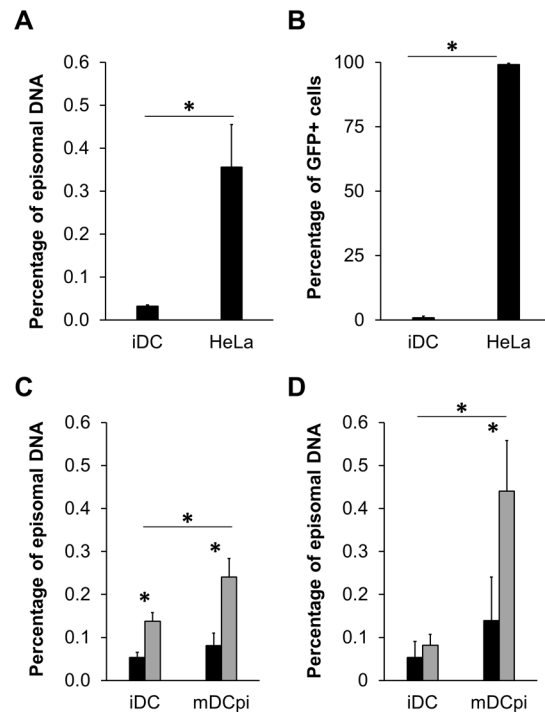 A
Percentage of episomal DNA
0.6
0.5
0.4
0.3
0.2
0.1
0.0
*
iDC HeLa
B
Percentage of GFP+ cells
100
75
50
25
0
*
iDC HeLa
C
Percentage of episomal DNA
0.6
0.5
0.4
0.3
0.2
0.1
0.0
*
*
*
iDC mDCpi
D
Percentage of episomal DNA
0.6
0.5
0.4
0.3
0.2
0.1
0
*
*
iDC mDCpi